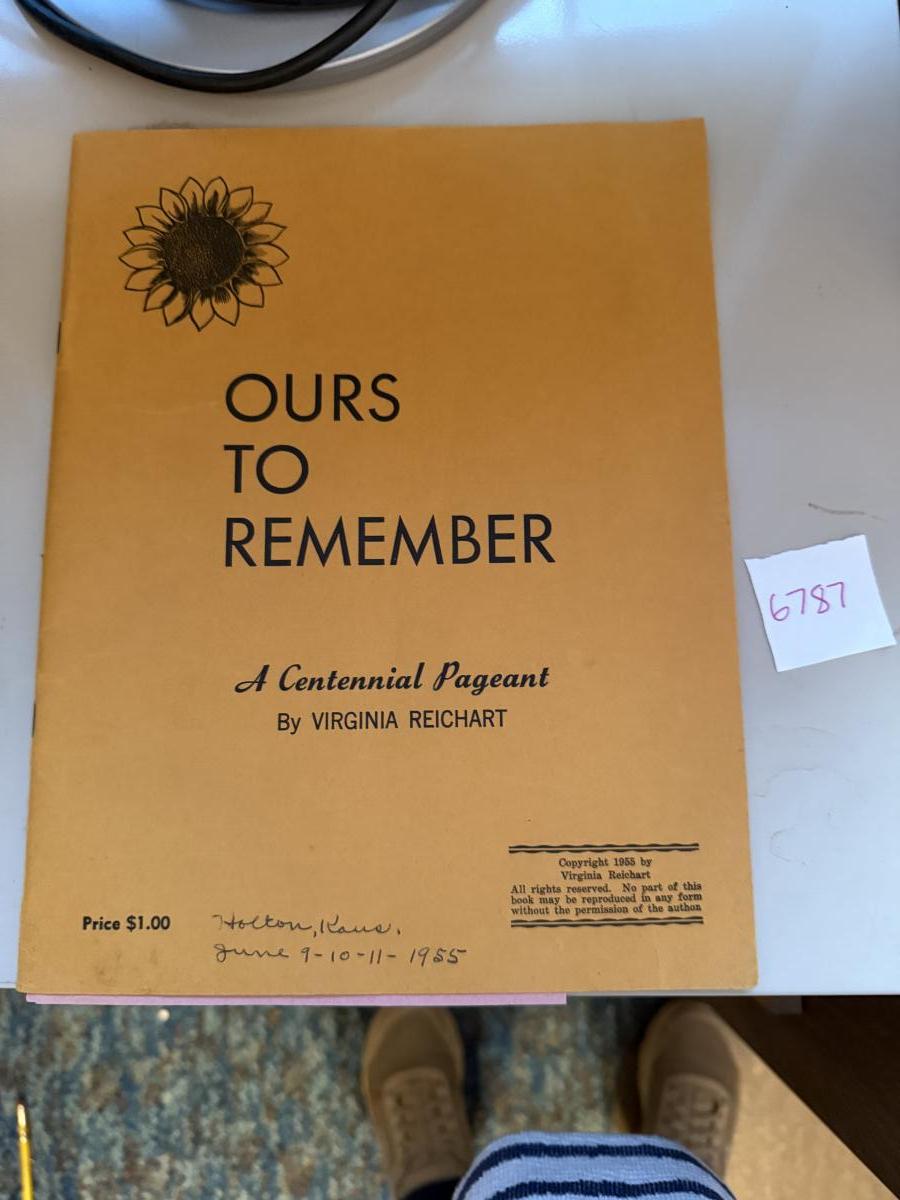 OURS
TO
REMEMBER
A Centennial Pageant
By VIRGINIA REICHART
6787
Copyright 1955 by
Virginia Reichart
All rights reserved. No part of this
book may be reproduced in any form
without the permission of the author
Price $1.00
Holton, Kans.
June 9-10-11-1955